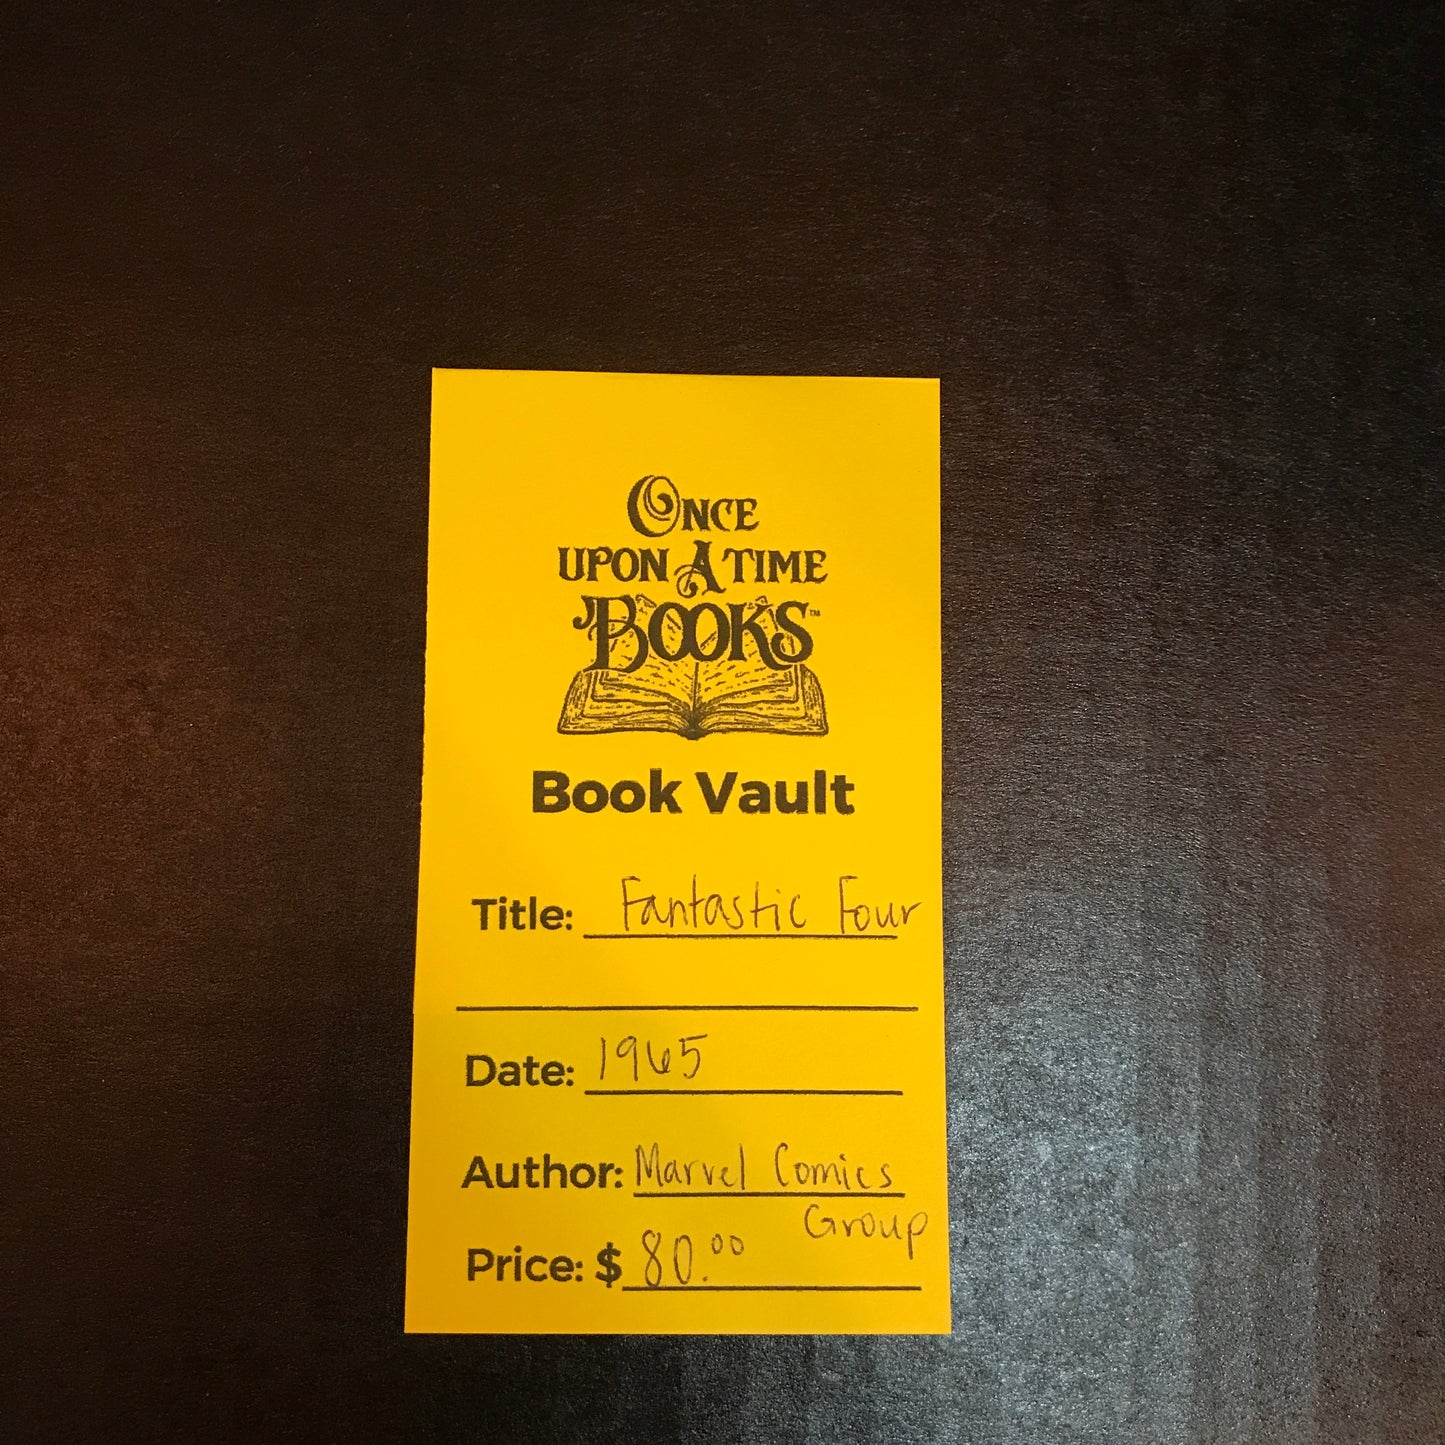 ONCE
UPON A TIME
BOOKS™
Book Vault
Title: Fantastic Four
Date: 1965
Author: Marvel Comics
Group
Price: $ 80.00